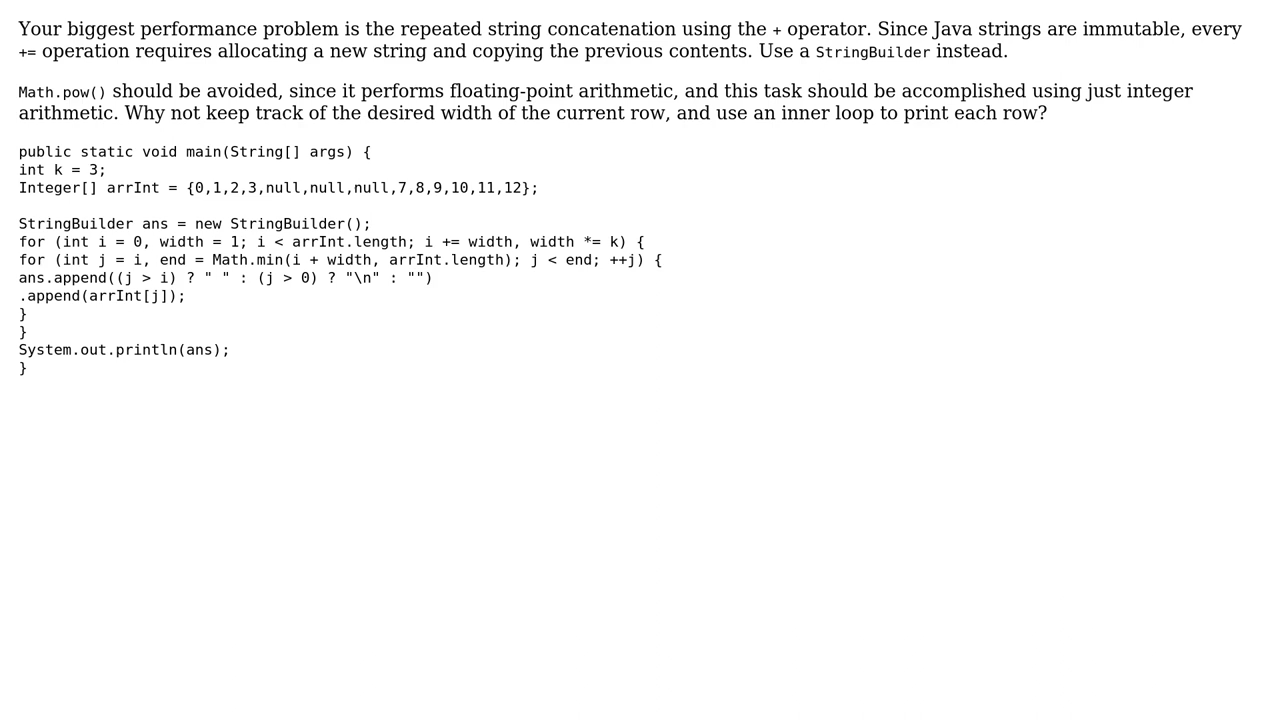 Your biggest performance problem is the repeated string concatenation using the + operator. Since Java strings are immutable, every
+= operation requires allocating a new string and copying the previous contents. Use a StringBuilder instead.
Math.pow() should be avoided, since it performs floating-point arithmetic, and this task should be accomplished using just integer
arithmetic. Why not keep track of the desired width of the current row, and use an inner loop to print each row?
public static void main(String[] args) {
int k = 3;
Integer[] arrInt = {0,1,2,3,null,null,null,7,8,9,10,11,12};
StringBuilder ans = new StringBuilder();
for (int i = 0, width = 1; i < arrInt.length; i += width, width *= k) {
for (int j = i, end = Math.min(i + width, arrInt.length); j < end; ++j) {
ans.append((j > i) ? " " : (j > 0) ? "\n" : "")
.append(arrInt[j]);
}
}
System.out.println(ans);
}